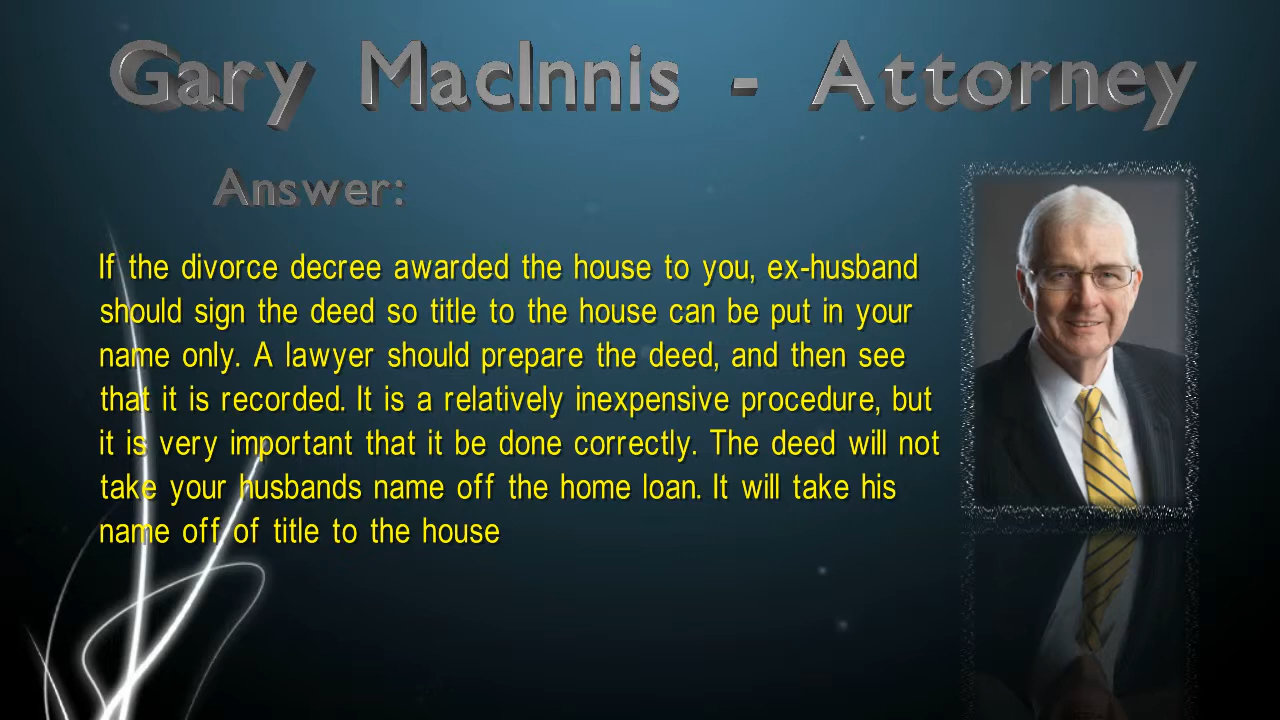 Gary MacInnis - Attorney
Answer:
If the divorce decree awarded the house to you, ex-husband
should sign the deed so title to the house can be put in your
name only. A lawyer should prepare the deed, and then see
that it is recorded. It is a relatively inexpensive procedure, but
it is very important that it be done correctly. The deed will not
take your husbands name off the home loan. It will take his
name off of title to the house